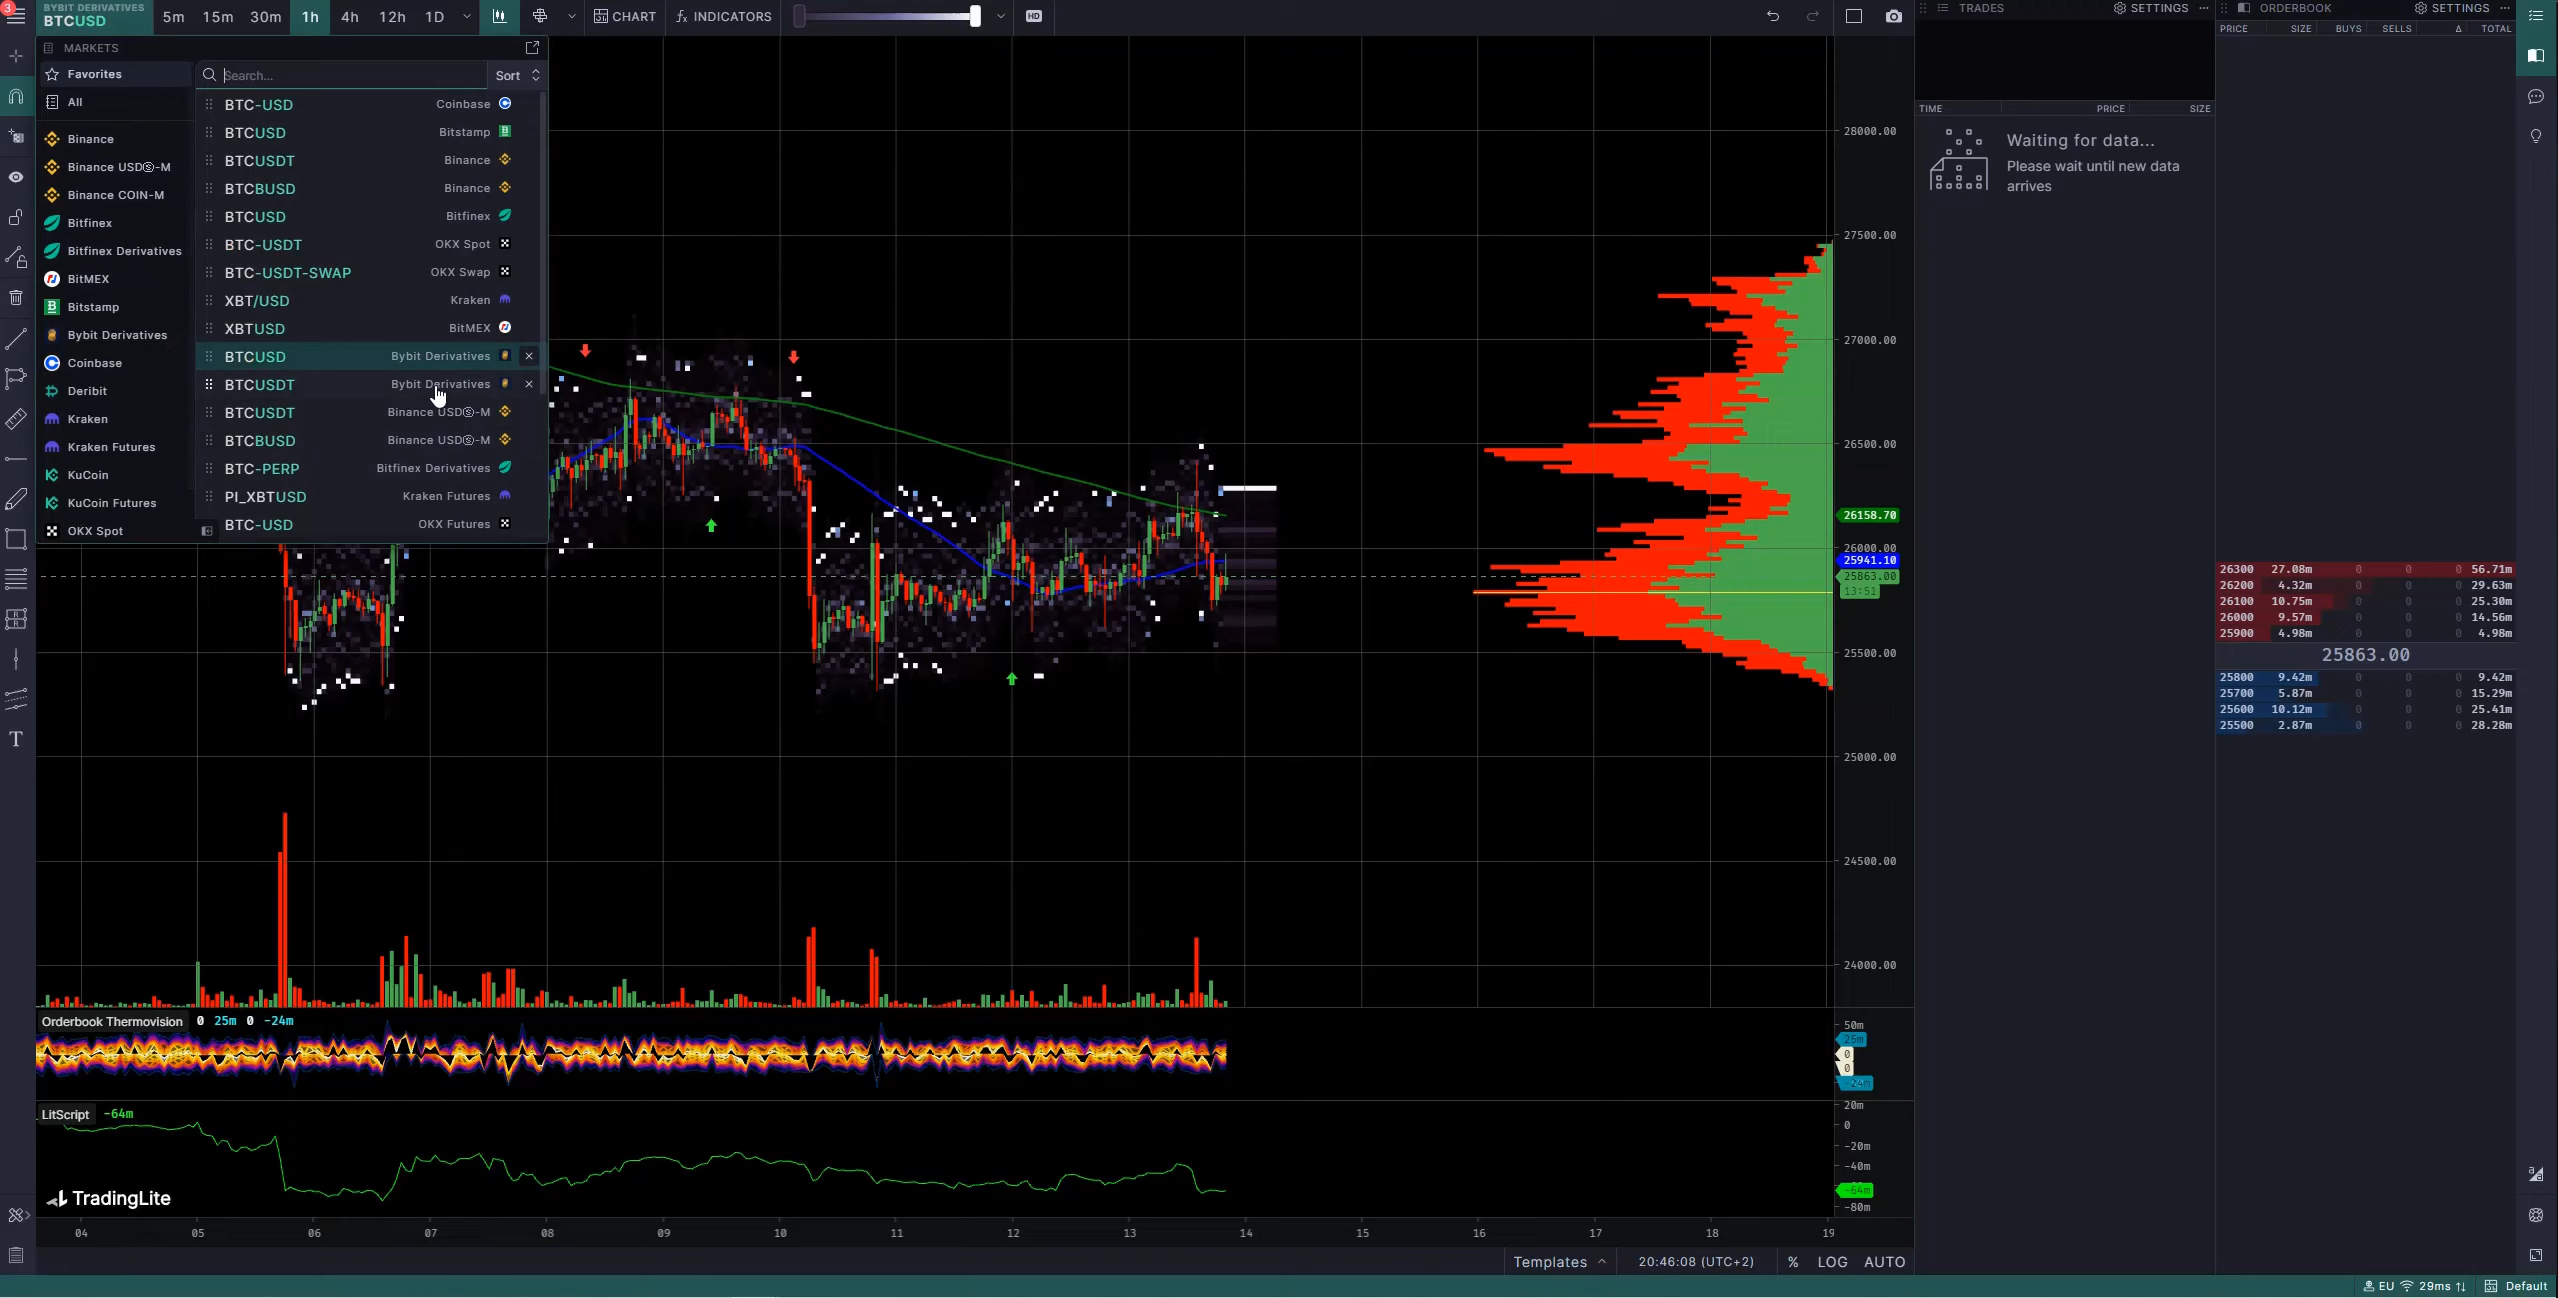 3
BYBIT DERIVATIVES
BTCUSD
5m 15m 30m 1h 4h 12h 1D CHART INDICATORS HD
TRADES SETTINGS
ORDERBOOK SETTINGS
MARKETS
Favorites
All
Search...
Sort
Binance
Binance USDⓈ-M
Binance COIN-M
Bitfinex
Bitfinex Derivatives
BitMEX
Bitstamp
Bybit Derivatives
Coinbase
Deribit
Kraken
Kraken Futures
KuCoin
KuCoin Futures
OKX Spot
BTC-USD Coinbase
BTCUSD Bitstamp
BTCUSDT Binance
BTCBUSD Binance
BTCUSD Bitfinex
BTC-USDT OKX Spot
BTC-USDT-SWAP OKX Swap
XBT/USD Kraken
XBTUSD BitMEX
BTCUSD Bybit Derivatives
BTCUSDT Bybit Derivatives
BTCUSDT Binance USDⓈ-M
BTCBUSD Binance USDⓈ-M
BTC-PERP Bitfinex Derivatives
PI_XBTUSD Kraken Futures
BTC-USD OKX Futures
28000.00
27500.00
27000.00
26500.00
26158.70
26000.00
25941.10
25863.00
13:51
25500.00
25000.00
24500.00
24000.00
TIME PRICE SIZE
Waiting for data...
Please wait until new data
arrives
PRICE SIZE BUYS SELLS Δ TOTAL
26300 27.08m 0 0 0 56.71m
26200 4.32m 0 0 0 29.63m
26100 10.75m 0 0 0 25.30m
26000 9.57m 0 0 0 14.56m
25900 4.98m 0 0 0 4.98m
25863.00
25800 9.42m 0 0 0 9.42m
25700 5.87m 0 0 0 15.29m
25600 10.12m 0 0 0 25.41m
25500 2.87m 0 0 0 28.28m
Orderbook Thermovision 0 25m 0 -24m
50m
25m
0
0
-24m
LitScript -64m
20m
0
-20m
-40m
-64m
-80m
TradingLite
04 05 06 07 08 09 10 11 12 13 14 15 16 17 18 19
Templates 20:46:08 (UTC+2) % LOG AUTO
EU 29ms Default